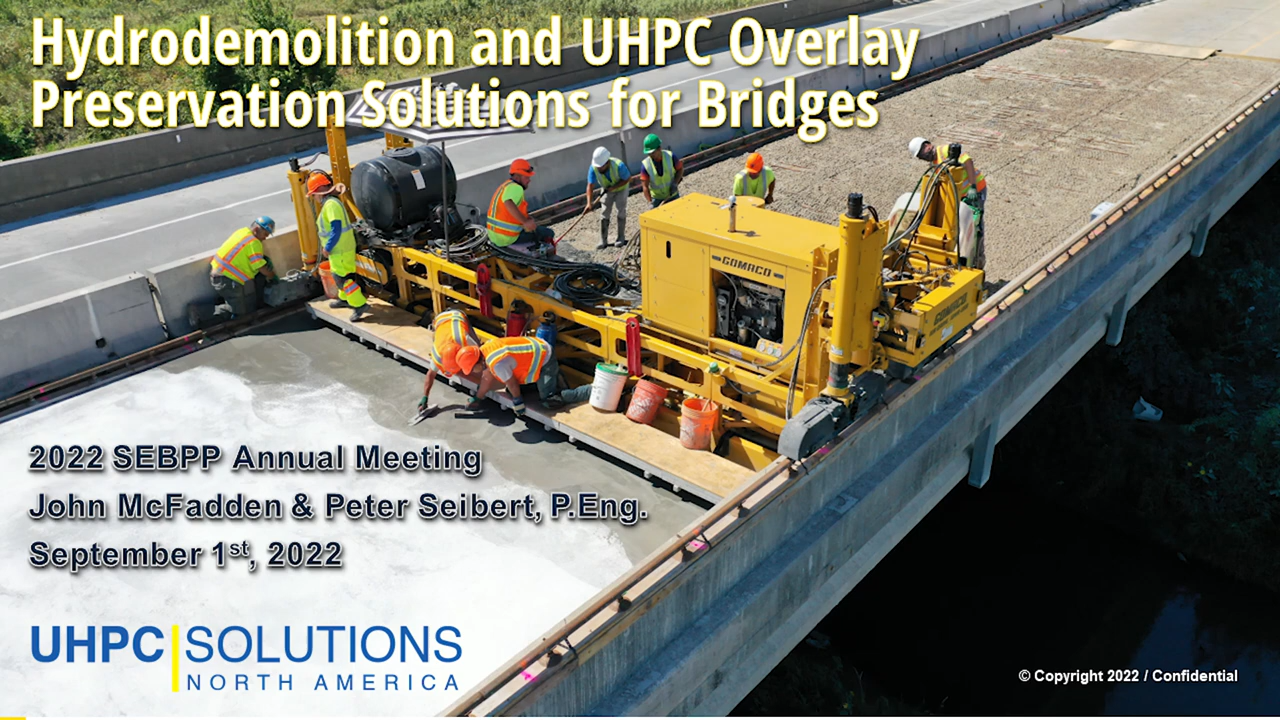 Hydrodemolition and UHPC Overlay
Preservation Solutions for Bridges
GOMACO
2022 SEBPP Annual Meeting
John McFadden & Peter Seibert, P.Eng.
September 1st, 2022
UHPC SOLUTIONS
NORTH AMERICA
© Copyright 2022 / Confidential